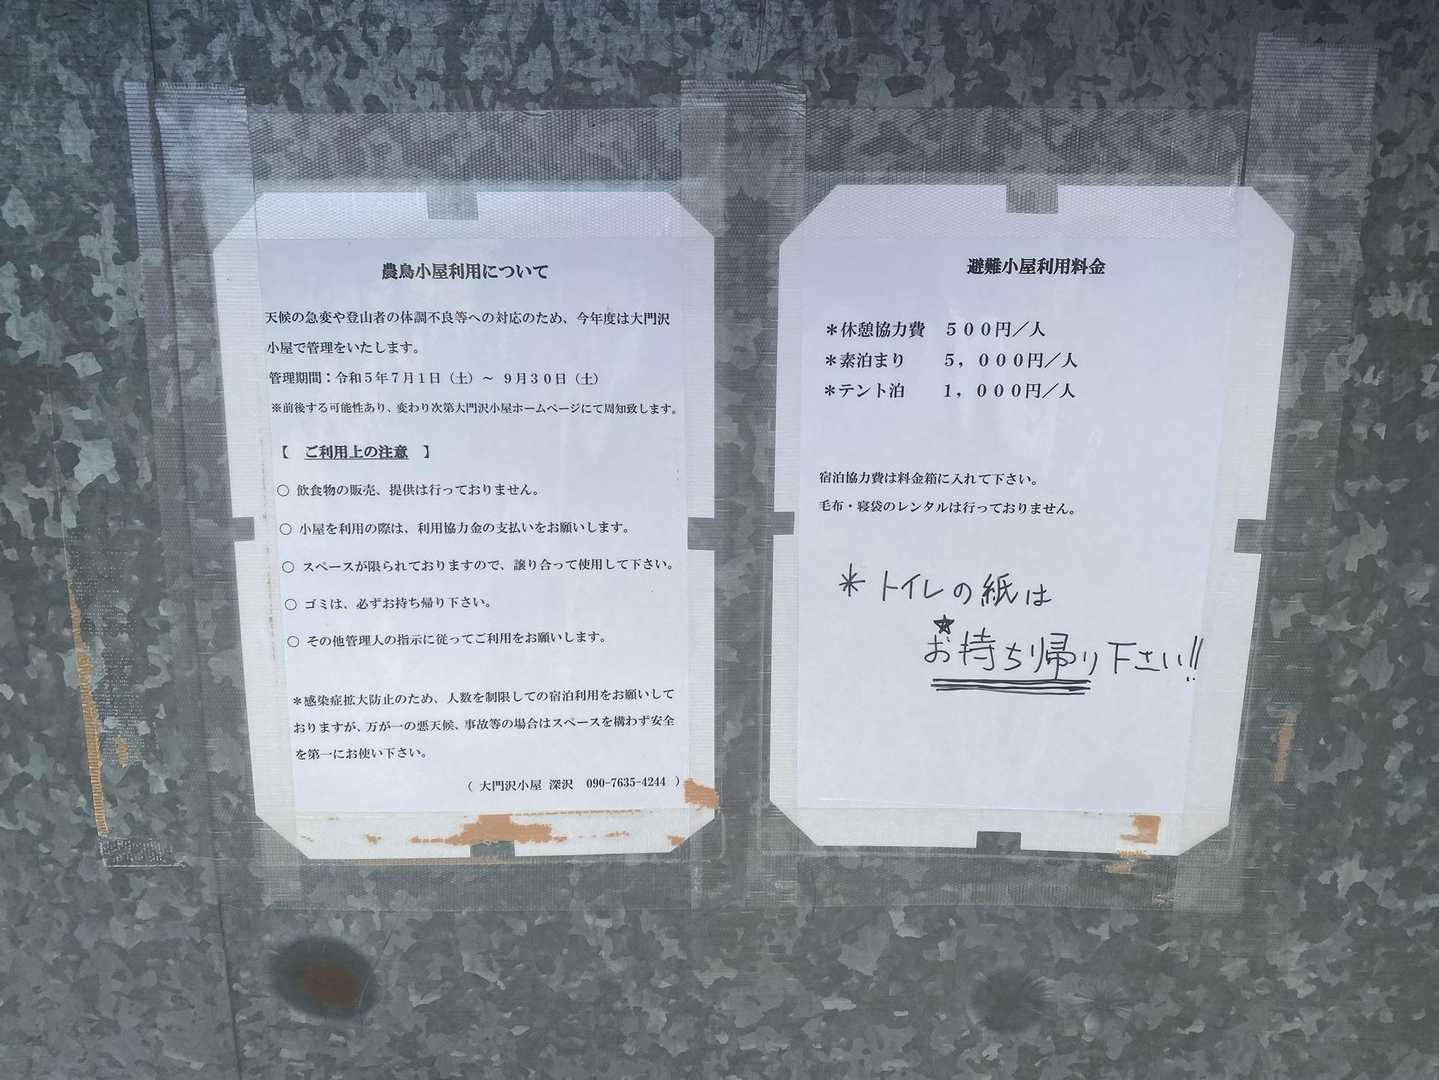 農鳥小屋利用について
天候の急変や登山者の体調不良等への対応のため、今年度は大門沢
小屋で管理をいたします。
管理期間：令和５年７月１日（土）～ ９月３０日（土）
※前後する可能性あり、変わり次第大門沢小屋ホームページにて周知致します。
【 ご利用上の注意 】
○ 飲食物の販売、提供は行っておりません。
○ 小屋を利用の際は、利用協力金の支払いをお願いします。
○ スペースが限られておりますので、譲り合って使用して下さい。
○ ゴミは、必ずお持ち帰り下さい。
○ その他管理人の指示に従ってご利用をお願いします。
＊感染症拡大防止のため、人数を制限しての宿泊利用をお願いして
おりますが、万が一の悪天候、事故等の場合はスペースを構わず安全
を第一にお使い下さい。
（ 大門沢小屋 深沢 090-7635-4244 ）
避難小屋利用料金
＊休憩協力費 ５００円／人
＊素泊まり ５，０００円／人
＊テント泊 １，０００円／人
宿泊協力費は料金箱に入れて下さい。
毛布・寝袋のレンタルは行っておりません。
＊トイレの紙は
★お持ち帰り下さい!!